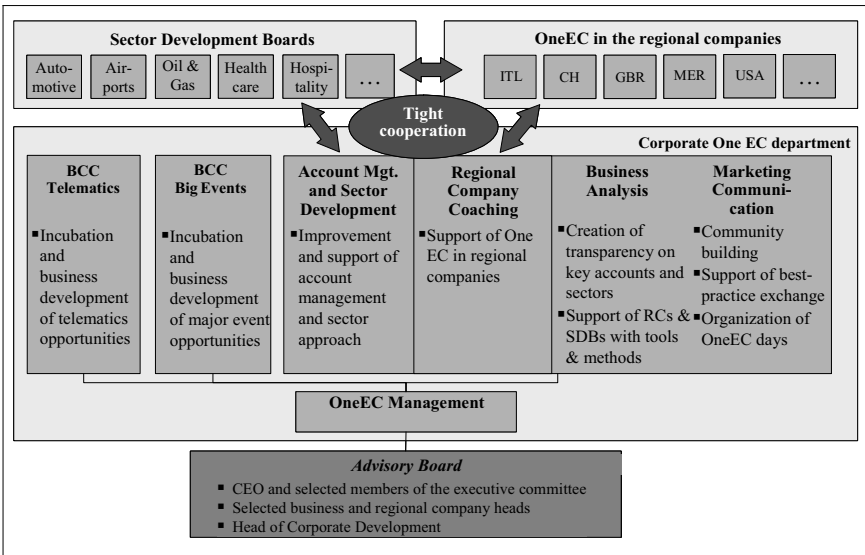 Sector Development Boards
Auto-
motive
Air-
ports
Oil &
Gas
Health
care
Hospi-
tality
...
OneEC in the regional companies
ITL
CH
GBR
MER
USA
...
Tight
cooperation
Corporate One EC department
BCC
Telematics
▪Incubation
and
business
development
of telematics
opportunities
BCC
Big Events
▪Incubation
and
business
development
of major event
opportunities
Account Mgt.
and Sector
Development
▪Improvement
and support of
account
management
and sector
approach
Regional
Company
Coaching
▪Support of One
EC in regional
companies
Business
Analysis
▪Creation of
transparency on
key accounts and
sectors
▪Support of RCs &
SDBs with tools
& methods
Marketing
Communi-
cation
▪Community
building
▪Support of best-
practice exchange
▪Organization of
OneEC days
OneEC Management
Advisory Board
▪ CEO and selected members of the executive committee
▪ Selected business and regional company heads
▪ Head of Corporate Development